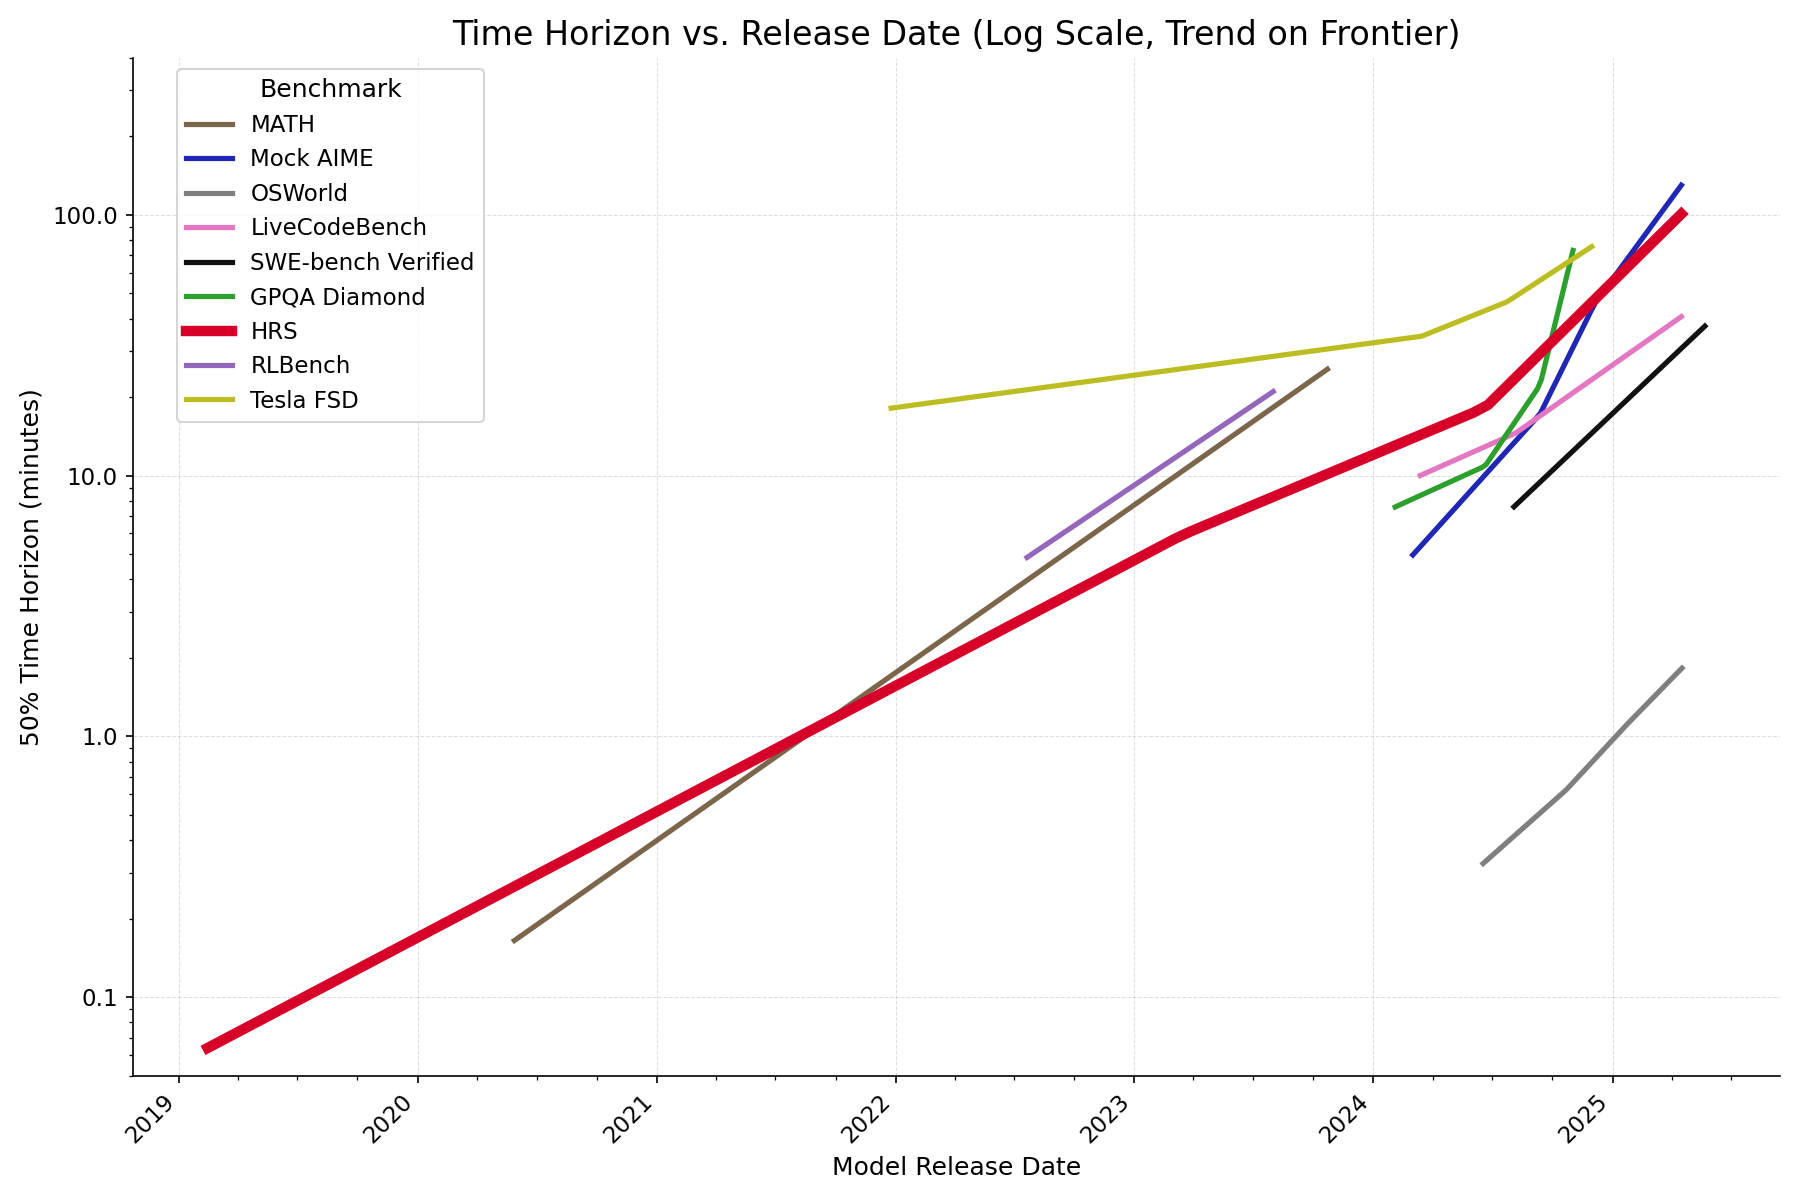 Time Horizon vs. Release Date (Log Scale, Trend on Frontier)
Benchmark
MATH
Mock AIME
OSWorld
LiveCodeBench
SWE-bench Verified
GPQA Diamond
HRS
RLBench
Tesla FSD
50% Time Horizon (minutes)
100.0
10.0
1.0
0.1
2019
2020
2021
2022
2023
2024
2025
Model Release Date